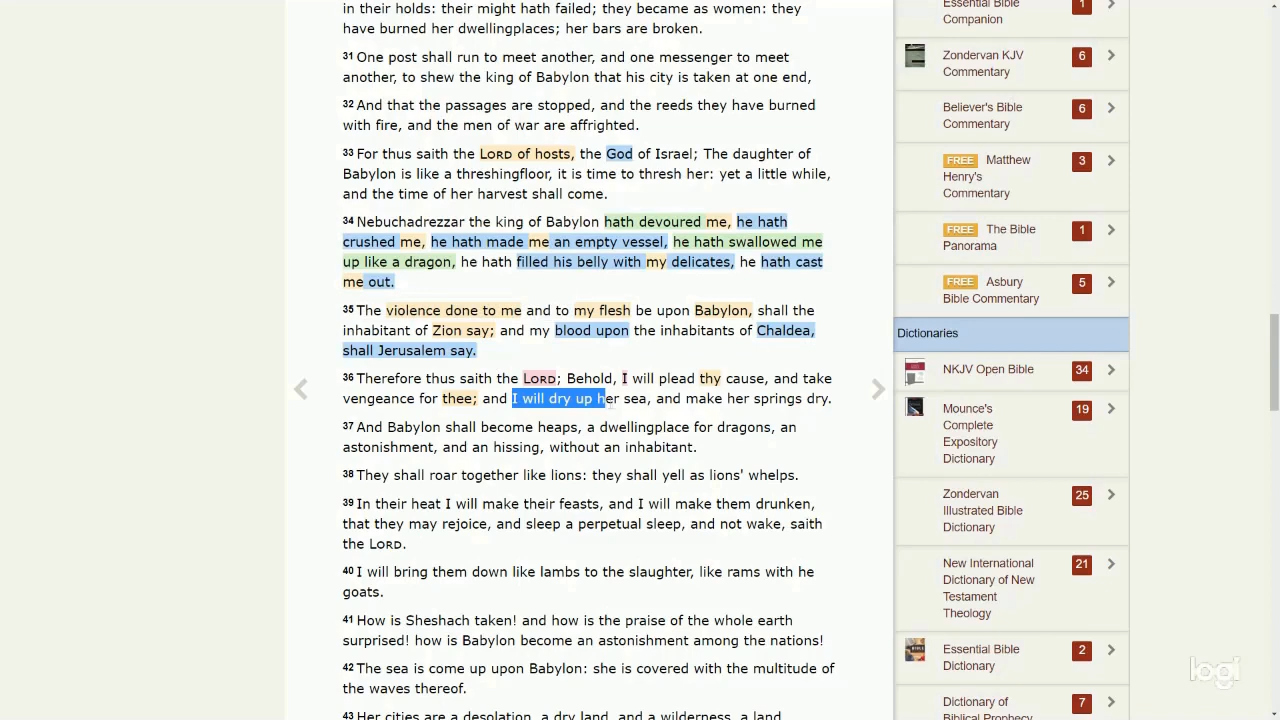 in their holds: their might hath failed; they became as women: they
have burned her dwellingplaces; her bars are broken.
31 One post shall run to meet another, and one messenger to meet
another, to shew the king of Babylon that his city is taken at one end,
32 And that the passages are stopped, and the reeds they have burned
with fire, and the men of war are affrighted.
33 For thus saith the LORD of hosts, the God of Israel; The daughter of
Babylon is like a threshingfloor, it is time to thresh her: yet a little while,
and the time of her harvest shall come.
34 Nebuchadrezzar the king of Babylon hath devoured me, he hath
crushed me, he hath made me an empty vessel, he hath swallowed me
up like a dragon, he hath filled his belly with my delicates, he hath cast
me out.
35 The violence done to me and to my flesh be upon Babylon, shall the
inhabitant of Zion say; and my blood upon the inhabitants of Chaldea,
shall Jerusalem say.
36 Therefore thus saith the LORD; Behold, I will plead thy cause, and take
vengeance for thee; and I will dry up her sea, and make her springs dry.
37 And Babylon shall become heaps, a dwellingplace for dragons, an
astonishment, and an hissing, without an inhabitant.
38 They shall roar together like lions: they shall yell as lions' whelps.
39 In their heat I will make their feasts, and I will make them drunken,
that they may rejoice, and sleep a perpetual sleep, and not wake, saith
the LORD.
40 I will bring them down like lambs to the slaughter, like rams with he
goats.
41 How is Sheshach taken! and how is the praise of the whole earth
surprised! how is Babylon become an astonishment among the nations!
42 The sea is come up upon Babylon: she is covered with the multitude of
the waves thereof.
43 Her cities are a desolation, a dry land, and a wilderness, a land
Essential Bible
Companion
1
Zondervan KJV
Commentary
6
Believer's Bible
Commentary
6
FREE Matthew
Henry's
Commentary
3
FREE The Bible
Panorama
1
FREE Asbury
Bible Commentary
5
Dictionaries
NKJV Open Bible
34
Mounce's
Complete
Expository
Dictionary
19
Zondervan
Illustrated Bible
Dictionary
25
New International
Dictionary of New
Testament
Theology
21
Essential Bible
Dictionary
2
Dictionary of
Biblical Prophecy
7
logi